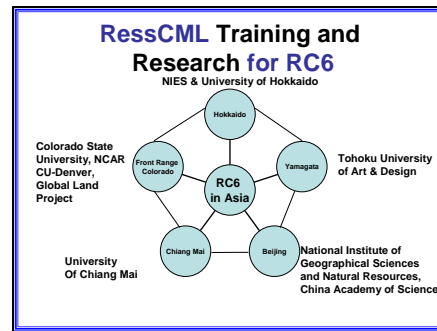 RessCML Training and
Research for RC6
NIES & University of Hokkaido
Hokkaido
Colorado State
University, NCAR
CU-Denver,
Global Land
Project
Front Range
Colorado
RC6
in Asia
Yamagata
Tohoku University
of Art & Design
University
Of Chiang Mai
Chiang Mai
Beijing
National Institute of
Geographical Sciences
and Natural Resources,
China Academy of Science